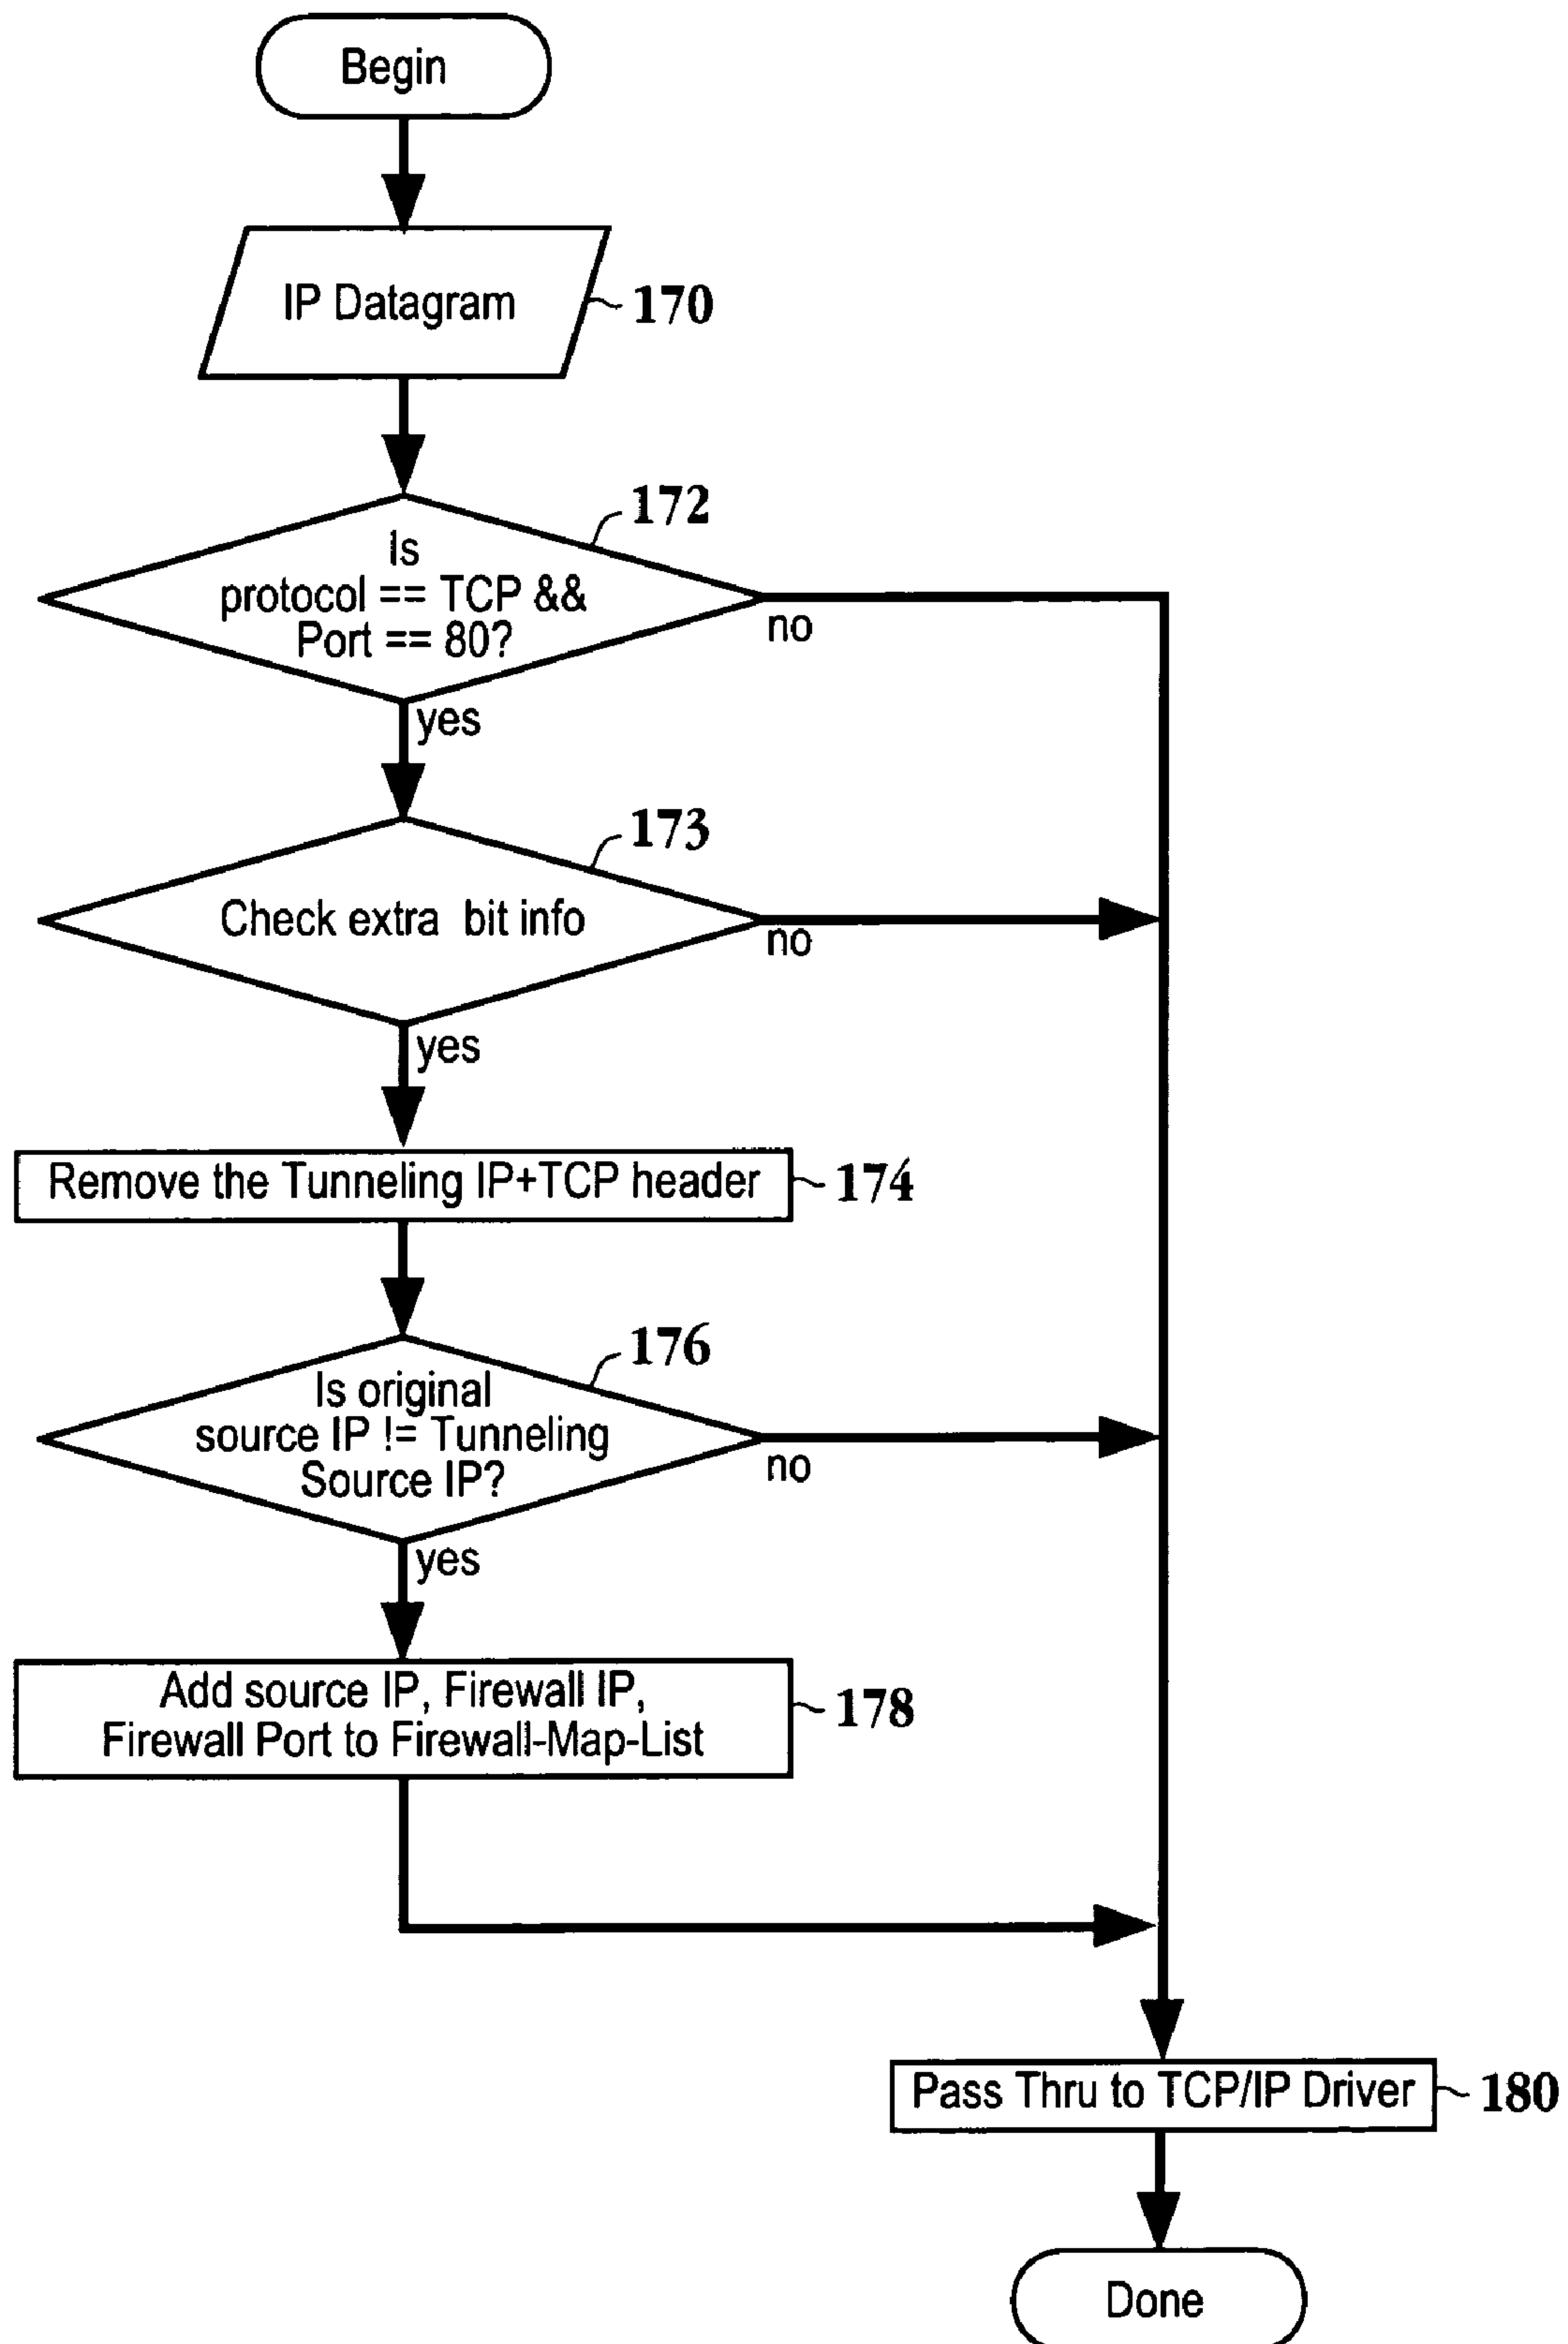 Begin
IP Datagram
170
172
Is
protocol == TCP &&
Port == 80?
no
yes
173
Check extra bit info
no
yes
Remove the Tunneling IP+TCP header
174
176
Is original
source IP != Tunneling
Source IP?
no
yes
Add source IP, Firewall IP,
Firewall Port to Firewall-Map-List
178
Pass Thru to TCP/IP Driver
180
Done